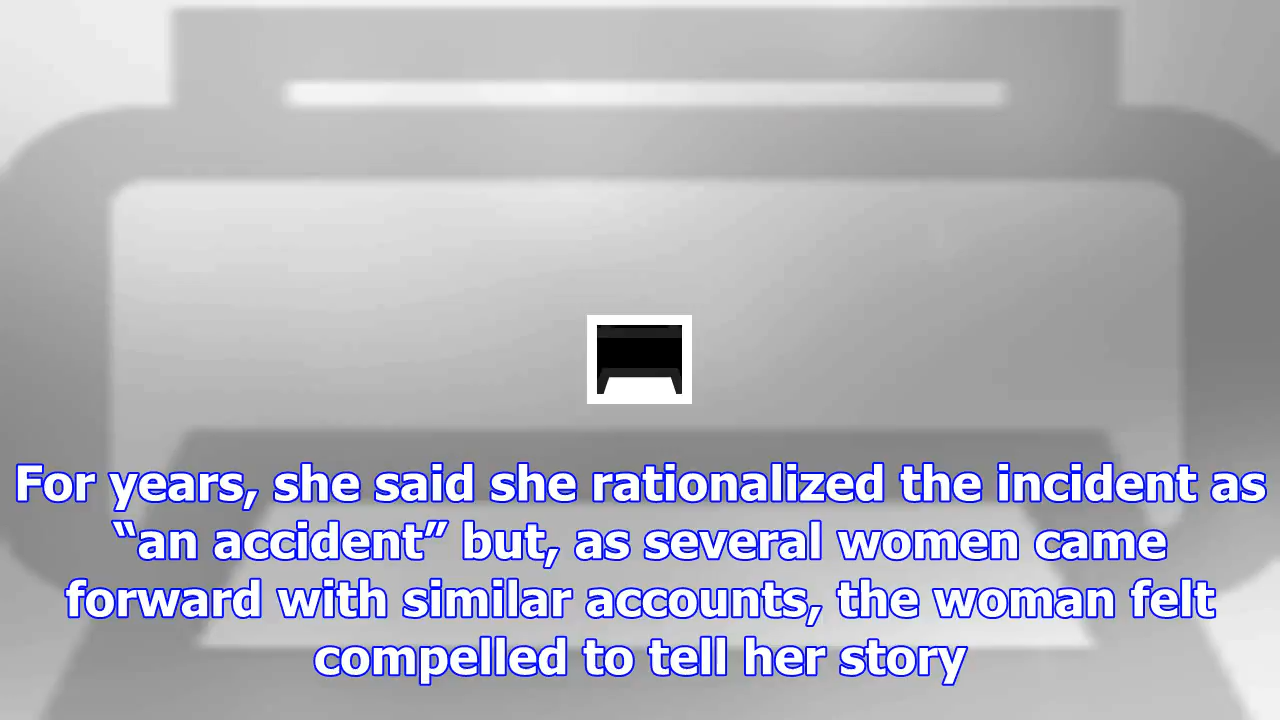 For years, she said she rationalized the incident as
“an accident” but, as several women came
forward with similar accounts, the woman felt
compelled to tell her story